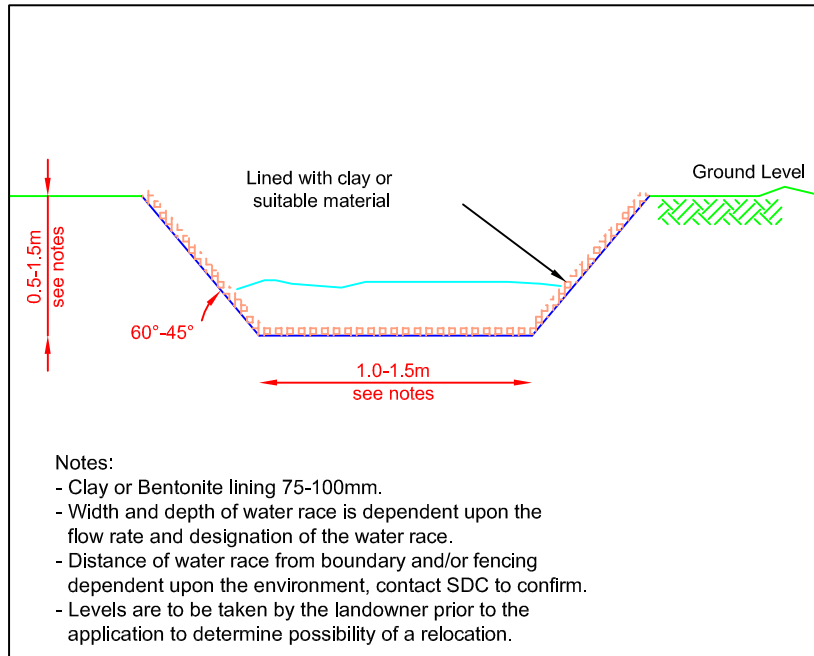 Lined with clay or
suitable material
Ground Level
0.5-1.5m
see notes
60°-45°
1.0-1.5m
see notes
Notes:
- Clay or Bentonite lining 75-100mm.
- Width and depth of water race is dependent upon the
flow rate and designation of the water race.
- Distance of water race from boundary and/or fencing
dependent upon the environment, contact SDC to confirm.
- Levels are to be taken by the landowner prior to the
application to determine possibility of a relocation.